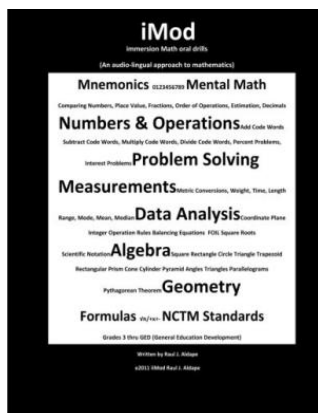 iMod
Immersion Math oral drills
(An audio-lingual approach to mathematics)
Mnemonics 0123456789 Mental Math
Comparing Numbers, Place Value, Fractions, Order of Operations, Estimation, Decimals
Numbers & Operations Add Code Words
Subtract Code Words, Multiply Code Words, Divide Code Words, Percent Problems,
Interest Problems Problem Solving
Measurements Metric Conversions, Weight, Time, Length
Range, Mode, Mean, Median Data Analysis Coordinate Plane
Integer Operation Rules Balancing Equations FOIL Square Roots
Scientific Notation Algebra Square Rectangle Circle Triangle Trapezoid
Rectangular Prism Cone Cylinder Pyramid Angles Triangles Parallelograms
Pythagorean Theorem Geometry
Formulas NCTM Standards
Grades 3 thru GED (General Education Development)
Written by Raul J. Aldape
©2011 iMod Raul J. Aldape